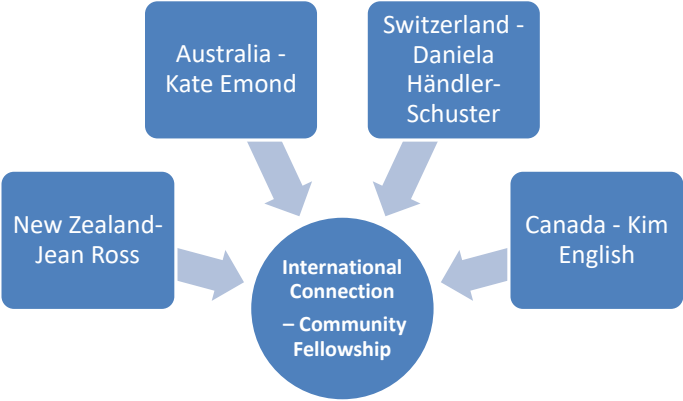 New Zealand-
Jean Ross
Australia -
Kate Emond
Switzerland -
Daniela
Händler-
Schuster
Canada - Kim
English
International
Connection
– Community
Fellowship